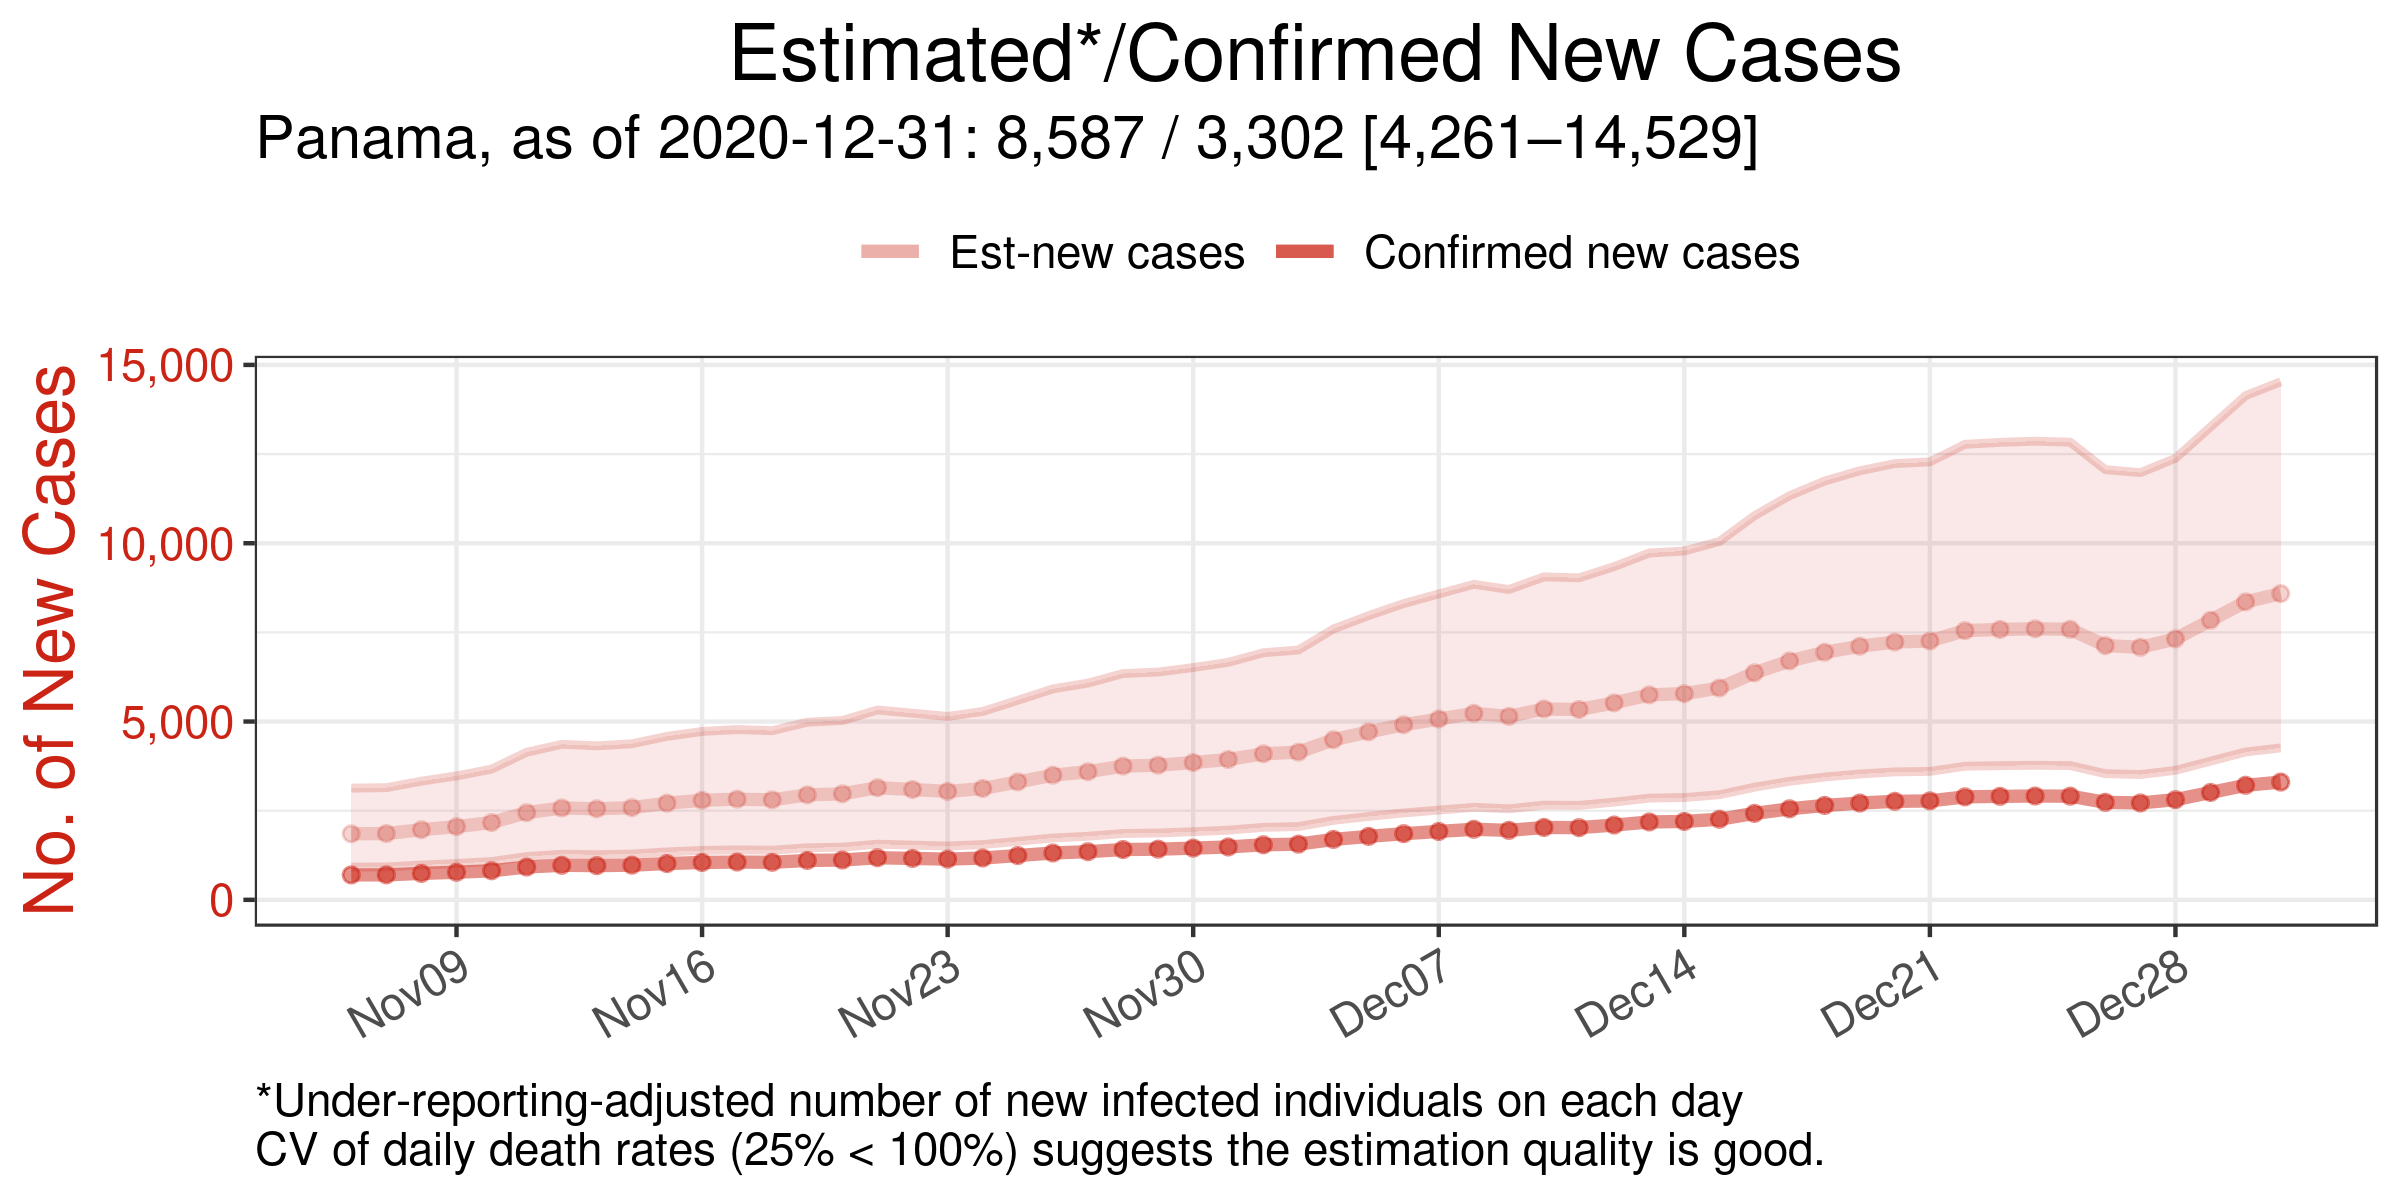 Estimated*/Confirmed New Cases
Panama, as of 2020-12-31: 8,587 / 3,302 [4,261–14,529]
Est-new cases
Confirmed new cases
No. of New Cases
15,000
10,000
5,000
0
Nov09
Nov16
Nov23
Nov30
Dec07
Dec14
Dec21
Dec28
*Under-reporting-adjusted number of new infected individuals on each day
CV of daily death rates (25% < 100%) suggests the estimation quality is good.